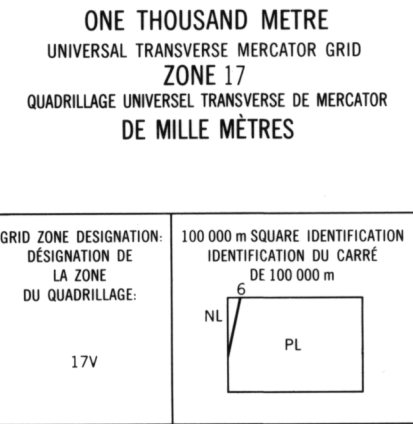 ONE THOUSAND METRE
UNIVERSAL TRANSVERSE MERCATOR GRID
ZONE 17
QUADRILLAGE UNIVERSEL TRANSVERSE DE MERCATOR
DE MILLE MÈTRES
GRID ZONE DESIGNATION:
DÉSIGNATION DE
LA ZONE
DU QUADRILLAGE:
17V
100 000 m SQUARE IDENTIFICATION
IDENTIFICATION DU CARRÉ
DE 100 000 m
6
NL
PL